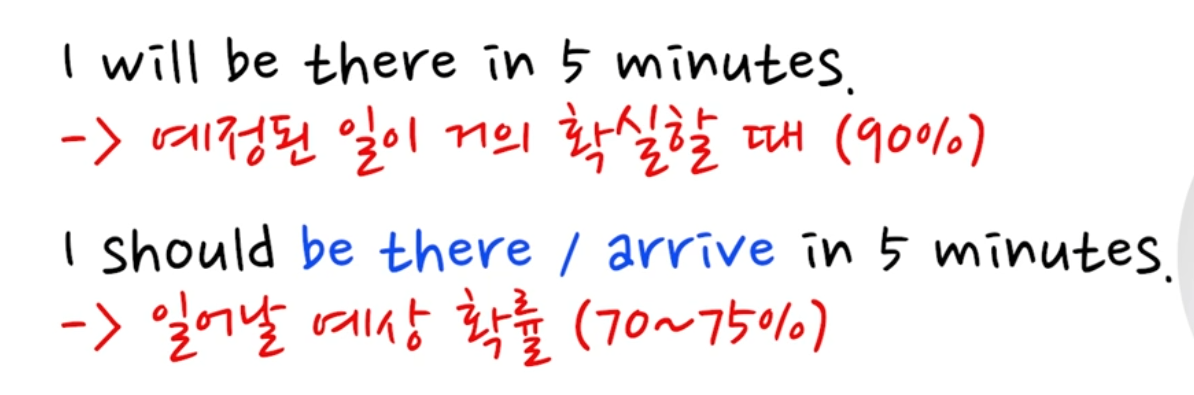 I will be there in 5 minutes.
-> 예정된 일이 거의 확실할 때 (90%)
I should be there / arrive in 5 minutes.
-> 일어날 예상 확률 (70~75%)